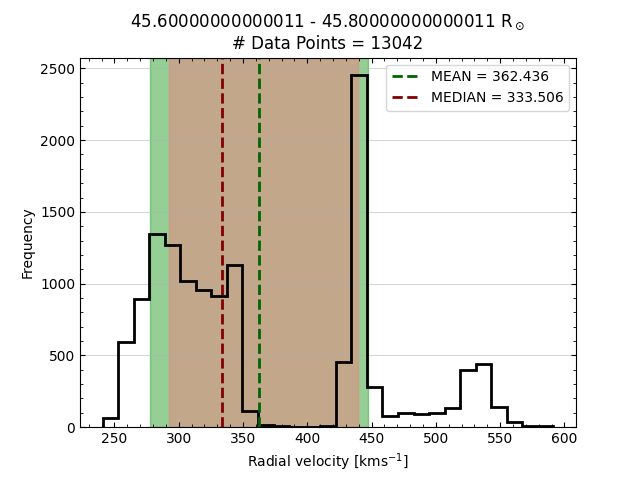 45.60000000000011 - 45.80000000000011 R⊙
# Data Points = 13042
MEAN = 362.436
MEDIAN = 333.506
2500
2000
1500
1000
500
0
Frequency
250 300 350 400 450 500 550 600
Radial velocity [kms⁻¹]